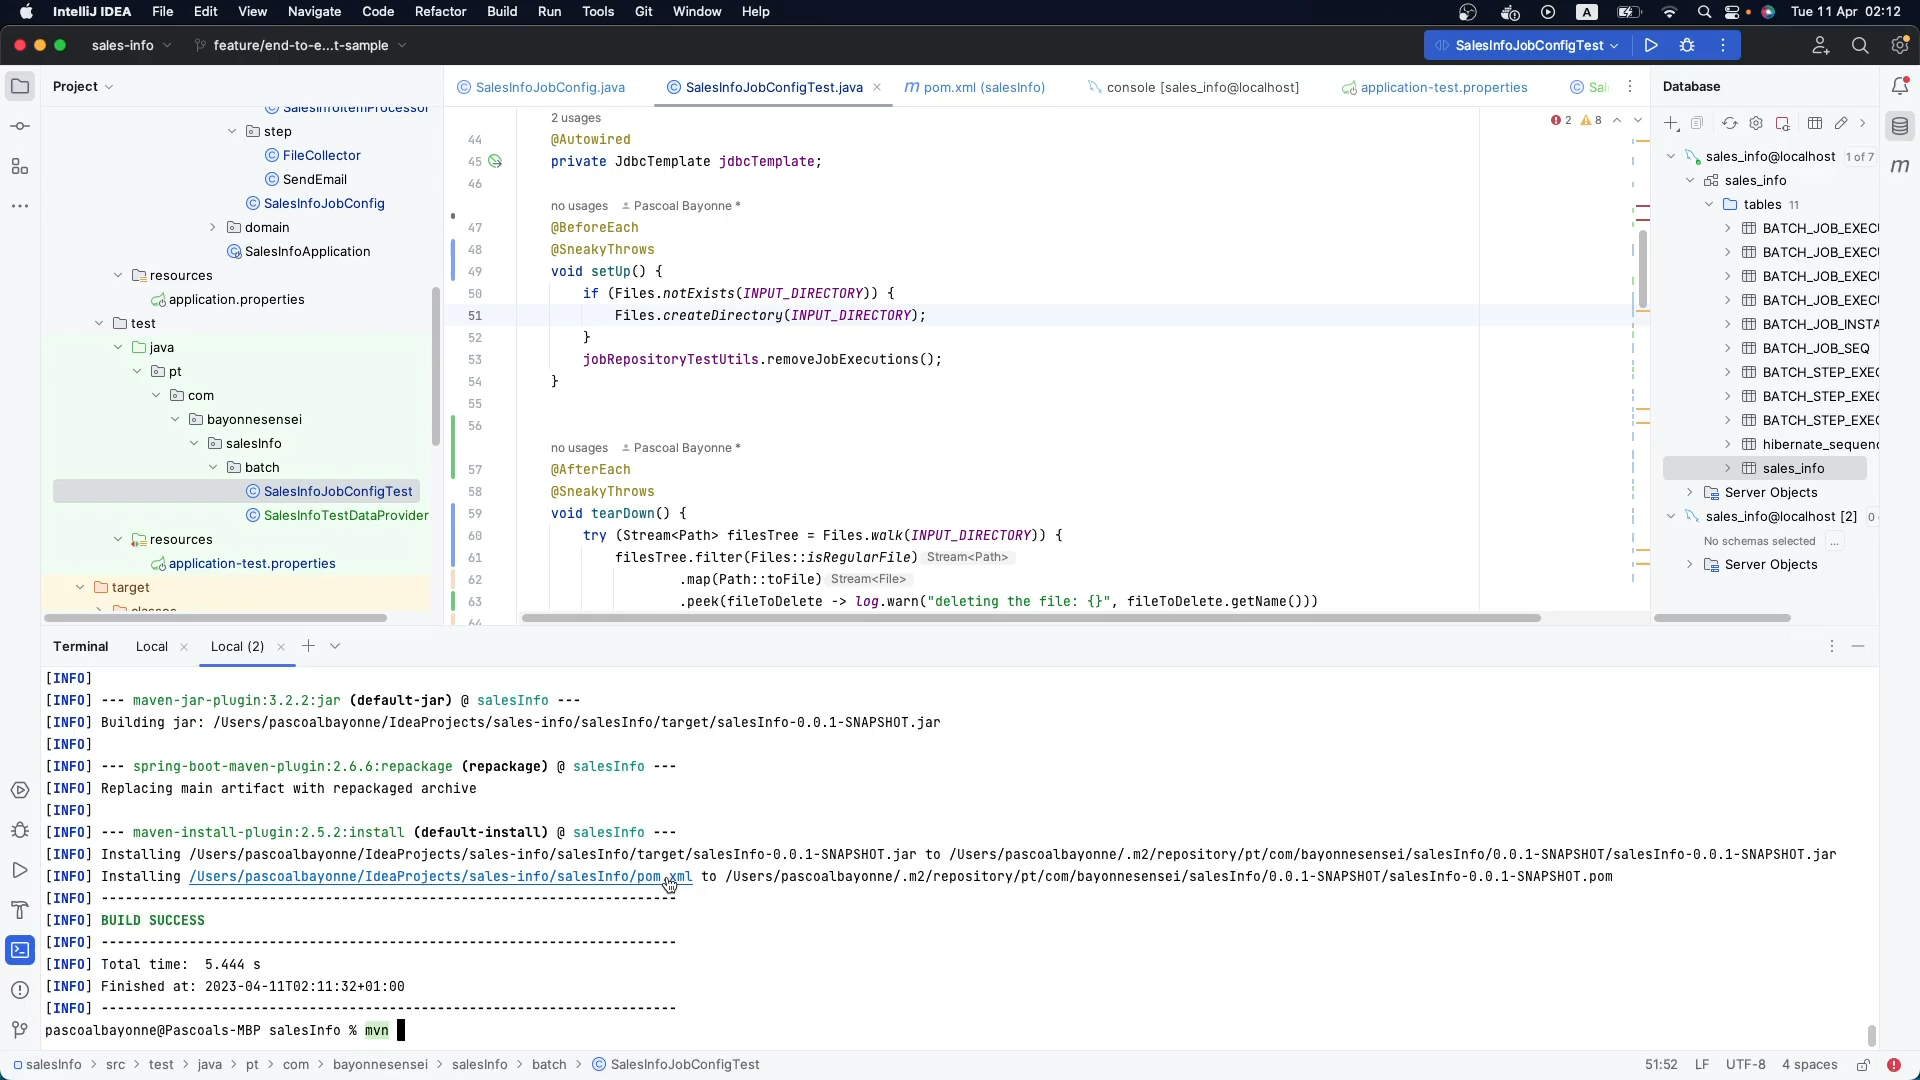 IntelliJ IDEA File Edit View Navigate Code Refactor Build Run Tools Git Window Help A Tue 11 Apr 02:12
sales-info feature/end-to-e...t-sample SalesInfoJobConfigTest
Project
SalesInfoItemProcessor
step
FileCollector
SendEmail
SalesInfoJobConfig
domain
SalesInfoApplication
resources
application.properties
test
java
pt
com
bayonnesensei
salesInfo
batch
SalesInfoJobConfigTest
SalesInfoTestDataProvider
resources
application-test.properties
target
classes
SalesInfoJobConfig.java SalesInfoJobConfigTest.java pom.xml (salesInfo) console [sales_info@localhost] application-test.properties Sal
2 8
2 usages
44 @Autowired
45 private JdbcTemplate jdbcTemplate;
46
no usages Pascoal Bayonne *
47 @BeforeEach
48 @SneakyThrows
49 void setUp() {
50 if (Files.notExists(INPUT_DIRECTORY)) {
51 Files.createDirectory(INPUT_DIRECTORY);
52 }
53 jobRepositoryTestUtils.removeJobExecutions();
54 }
55
56
no usages Pascoal Bayonne *
57 @AfterEach
58 @SneakyThrows
59 void tearDown() {
60 try (Stream<Path> filesTree = Files.walk(INPUT_DIRECTORY)) {
61 filesTree.filter(Files::isRegularFile) Stream<Path>
62 .map(Path::toFile) Stream<File>
63 .peek(fileToDelete -> log.warn("deleting the file: {}", fileToDelete.getName()))
64
Database
sales_info@localhost 1 of 7
sales_info
tables 11
BATCH_JOB_EXECU
BATCH_JOB_EXECU
BATCH_JOB_EXECU
BATCH_JOB_EXECU
BATCH_JOB_INSTA
BATCH_JOB_SEQ
BATCH_STEP_EXEC
BATCH_STEP_EXEC
BATCH_STEP_EXEC
hibernate_sequenc
sales_info
Server Objects
sales_info@localhost [2] 0
No schemas selected ...
Server Objects
m
Terminal Local Local (2)
[INFO]
[INFO] --- maven-jar-plugin:3.2.2:jar (default-jar) @ salesInfo ---
[INFO] Building jar: /Users/pascoalbayonne/IdeaProjects/sales-info/salesInfo/target/salesInfo-0.0.1-SNAPSHOT.jar
[INFO]
[INFO] --- spring-boot-maven-plugin:2.6.6:repackage (repackage) @ salesInfo ---
[INFO] Replacing main artifact with repackaged archive
[INFO]
[INFO] --- maven-install-plugin:2.5.2:install (default-install) @ salesInfo ---
[INFO] Installing /Users/pascoalbayonne/IdeaProjects/sales-info/salesInfo/target/salesInfo-0.0.1-SNAPSHOT.jar to /Users/pascoalbayonne/.m2/repository/pt/com/bayonnesensei/salesInfo/0.0.1-SNAPSHOT/salesInfo-0.0.1-SNAPSHOT.jar
[INFO] Installing /Users/pascoalbayonne/IdeaProjects/sales-info/salesInfo/pom.xml to /Users/pascoalbayonne/.m2/repository/pt/com/bayonnesensei/salesInfo/0.0.1-SNAPSHOT/salesInfo-0.0.1-SNAPSHOT.pom
[INFO] ------------------------------------------------------------------------
[INFO] BUILD SUCCESS
[INFO] ------------------------------------------------------------------------
[INFO] Total time:  5.444 s
[INFO] Finished at: 2023-04-11T02:11:32+01:00
[INFO] ------------------------------------------------------------------------
pascoalbayonne@Pascoals-MBP salesInfo % mvn
salesInfo > src > test > java > pt > com > bayonnesensei > salesInfo > batch > SalesInfoJobConfigTest 51:52 LF UTF-8 4 spaces